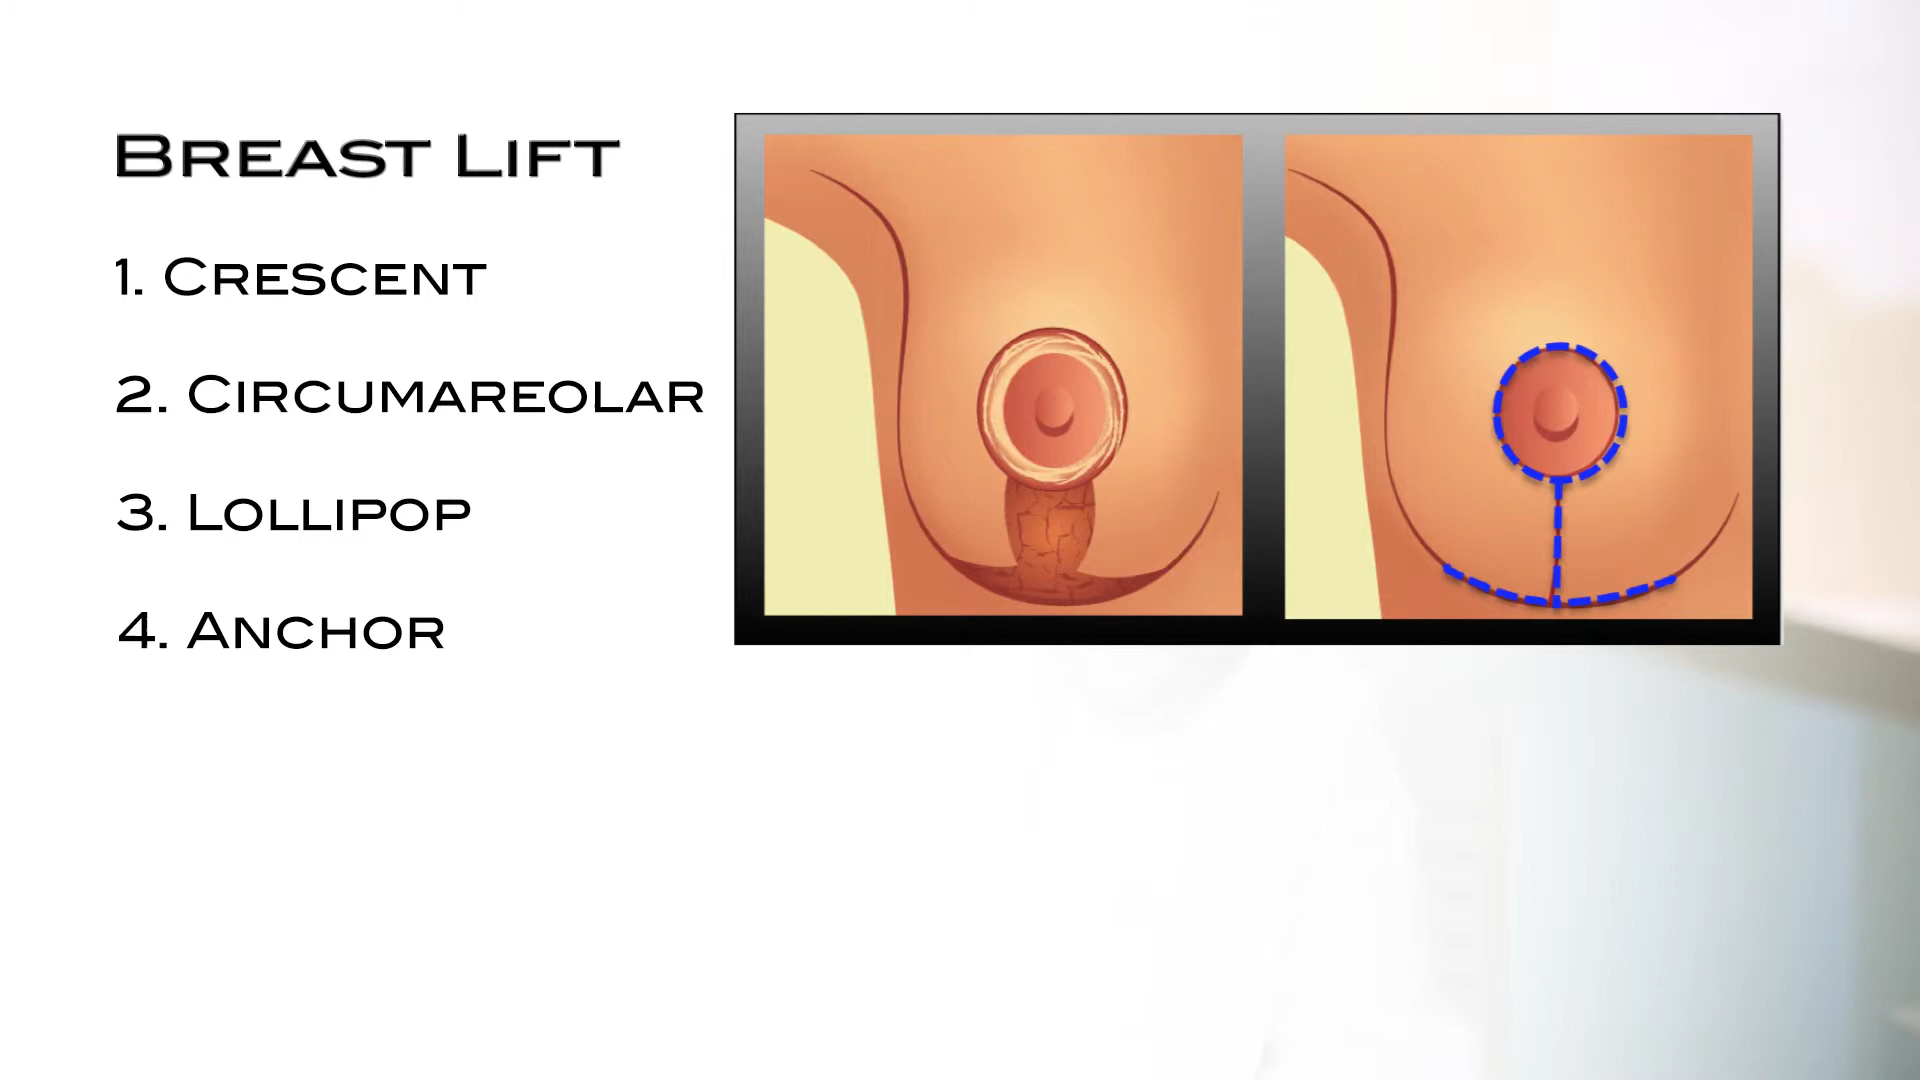 Breast Lift
1. Crescent
2. Circumareolar
3. Lollipop
4. Anchor